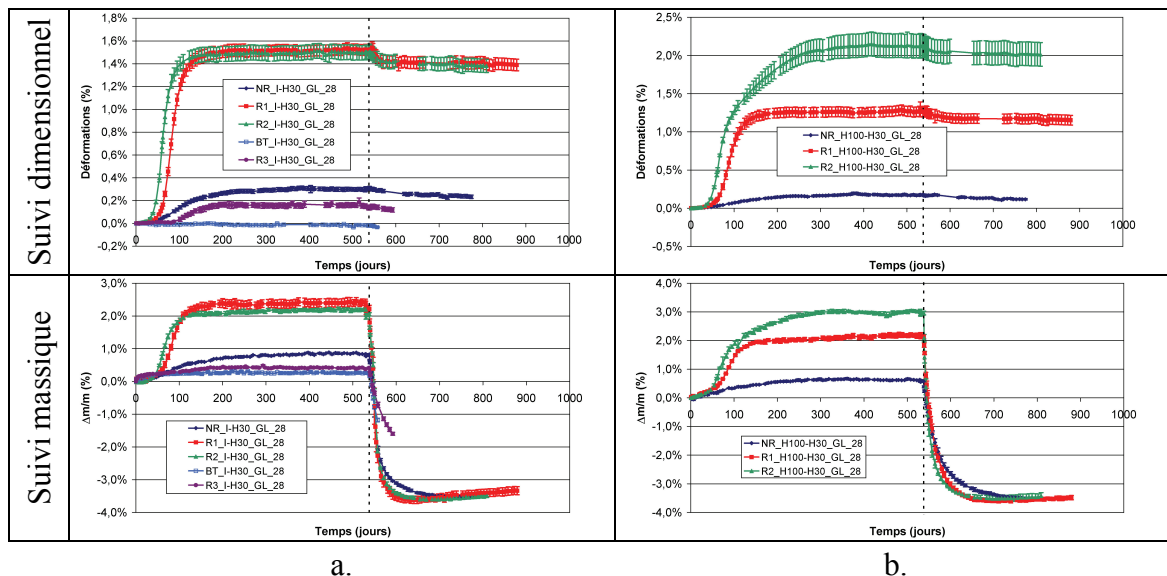 Suivi dimensionnel
Déformations (%)
1,8%
1,6%
1,4%
1,2%
1,0%
0,8%
0,6%
0,4%
0,2%
0,0%
-0,2%
0 100 200 300 400 500 600 700 800 900 1000
Temps (jours)
NR_I-H30_GL_28
R1_I-H30_GL_28
R2_I-H30_GL_28
BT_I-H30_GL_28
R3_I-H30_GL_28
Déformations (%)
2,5%
2,0%
1,5%
1,0%
0,5%
0,0%
-0,5%
0 100 200 300 400 500 600 700 800 900 1000
Temps (jours)
NR_H100-H30_GL_28
R1_H100-H30_GL_28
R2_H100-H30_GL_28
Suivi massique
Δm/m (%)
3,0%
2,0%
1,0%
0,0%
-1,0%
-2,0%
-3,0%
-4,0%
0 100 200 300 400 500 600 700 800 900 1000
Temps (jours)
NR_I-H30_GL_28
R1_I-H30_GL_28
R2_I-H30_GL_28
BT_I-H30_GL_28
R3_I-H30_GL_28
Δm/m (%)
4,0%
3,0%
2,0%
1,0%
0,0%
-1,0%
-2,0%
-3,0%
-4,0%
0 100 200 300 400 500 600 700 800 900 1000
Temps (jours)
NR_H100-H30_GL_28
R1_H100-H30_GL_28
R2_H100-H30_GL_28
a.
b.